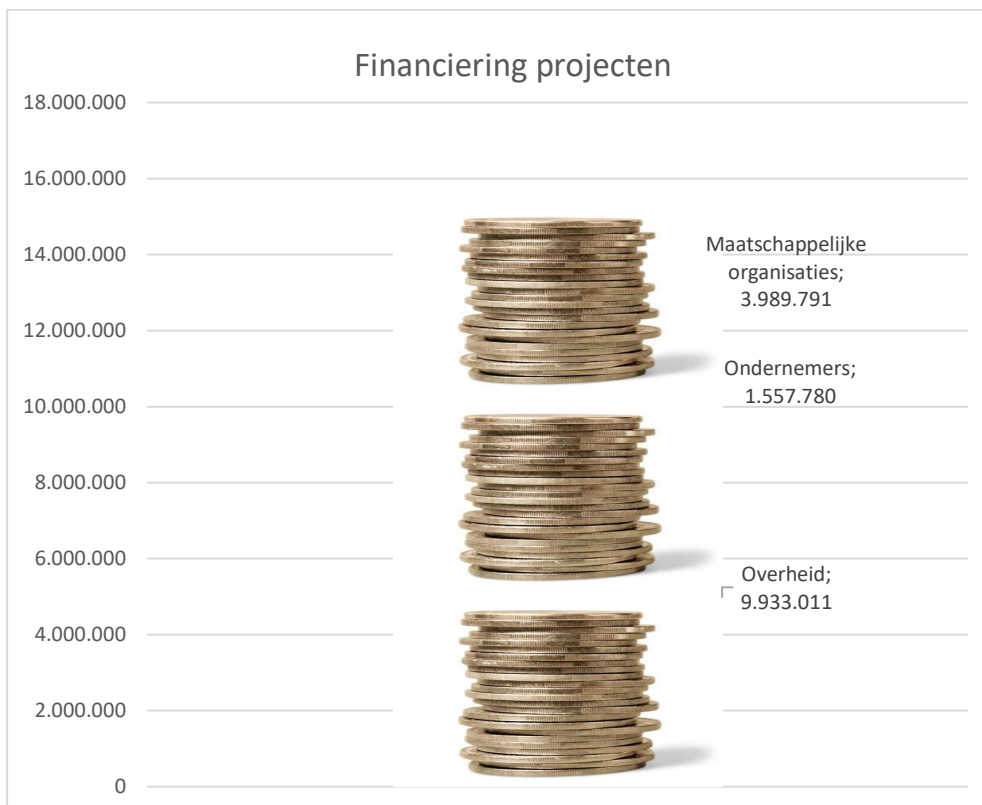 Financiering projecten
18.000.000
16.000.000
14.000.000
12.000.000
10.000.000
8.000.000
6.000.000
4.000.000
2.000.000
0
Maatschappelijke
organisaties;
3.989.791
Ondernemers;
1.557.780
Overheid;
9.933.011